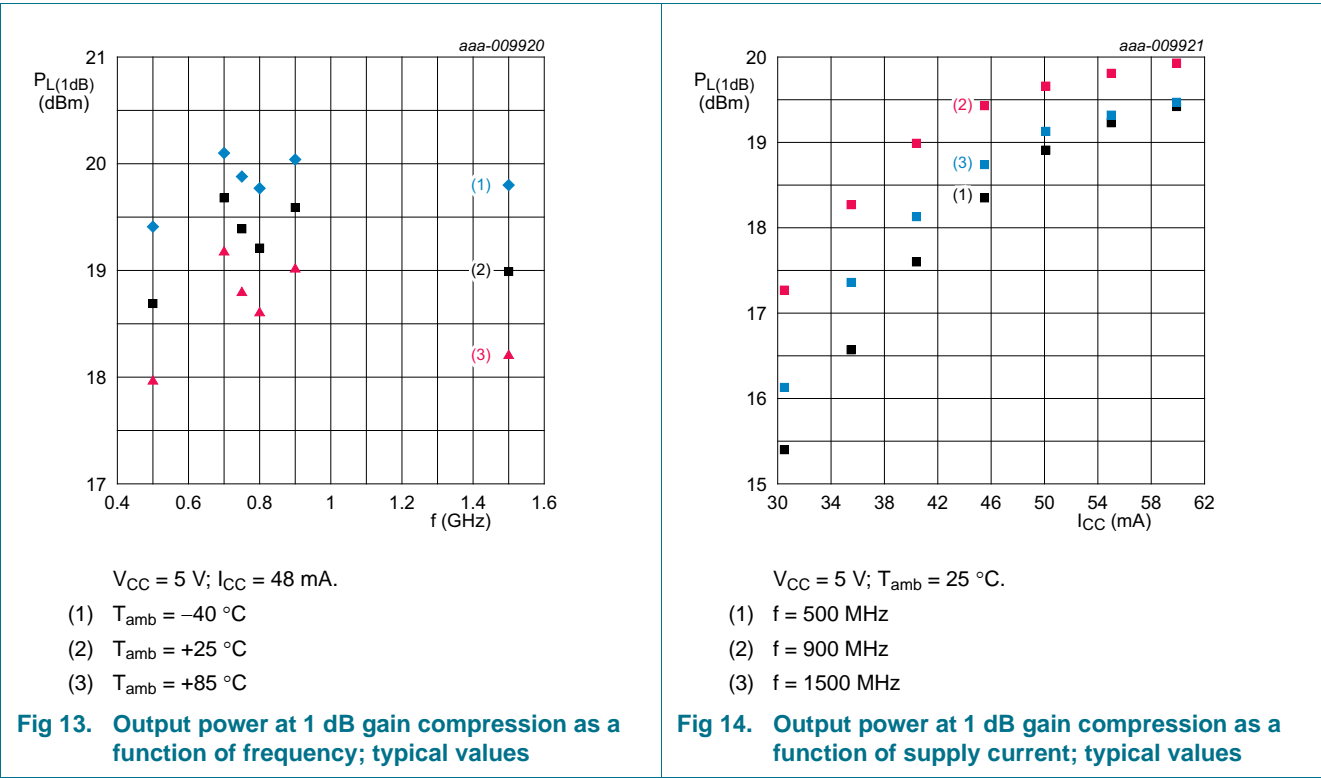 aaa-009920
21
20
19
18
17
P_L(1dB)
(dBm)
(1)
(2)
(3)
0.4 0.6 0.8 1 1.2 1.4 1.6
f (GHz)
V_CC = 5 V; I_CC = 48 mA.
(1) T_amb = −40 °C
(2) T_amb = +25 °C
(3) T_amb = +85 °C
Fig 13. Output power at 1 dB gain compression as a
function of frequency; typical values
aaa-009921
20
19
18
17
16
15
P_L(1dB)
(dBm)
(2)
(3)
(1)
30 34 38 42 46 50 54 58 62
I_CC (mA)
V_CC = 5 V; T_amb = 25 °C.
(1) f = 500 MHz
(2) f = 900 MHz
(3) f = 1500 MHz
Fig 14. Output power at 1 dB gain compression as a
function of supply current; typical values